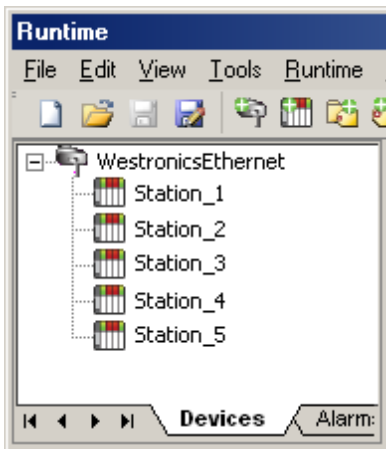 Runtime
File Edit View Tools Runtime
WestronicsEthernet
Station_1
Station_2
Station_3
Station_4
Station_5
Devices Alarm